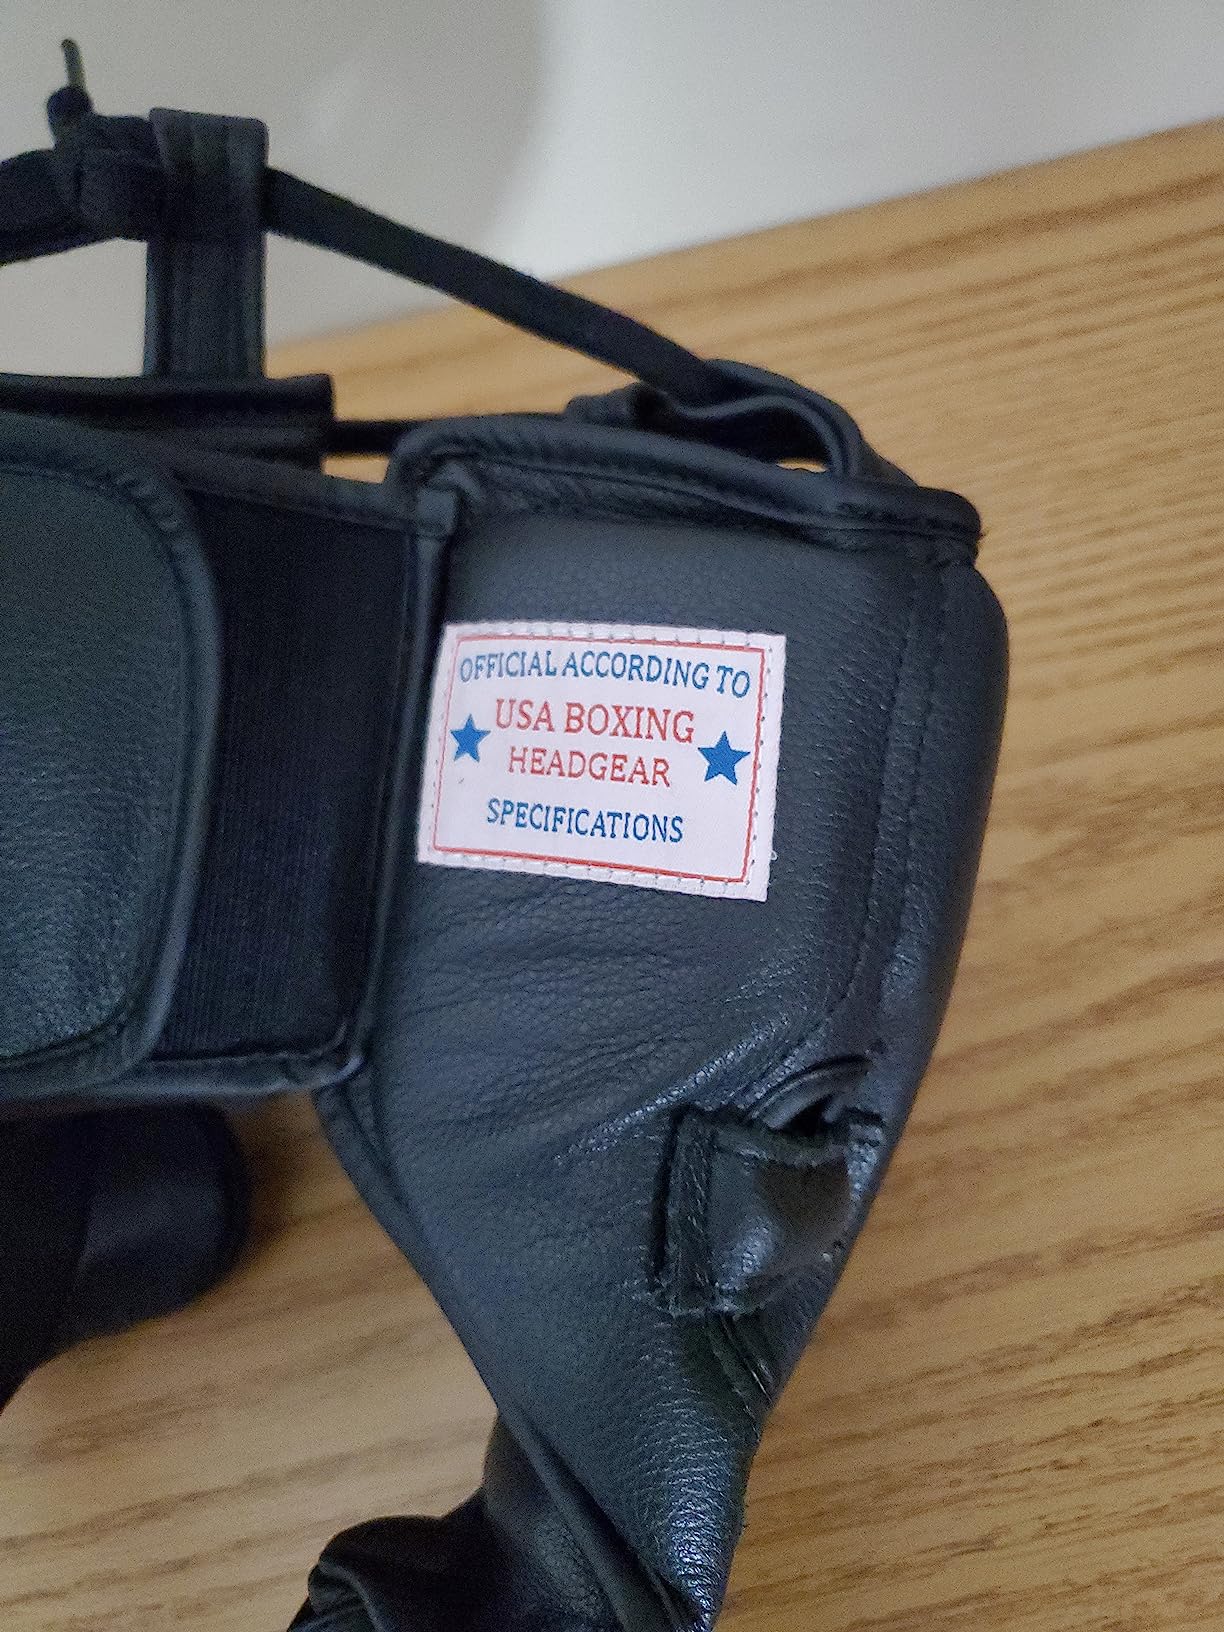 OFFICIAL ACCORDING TO
USA BOXING
HEADGEAR
SPECIFICATIONS